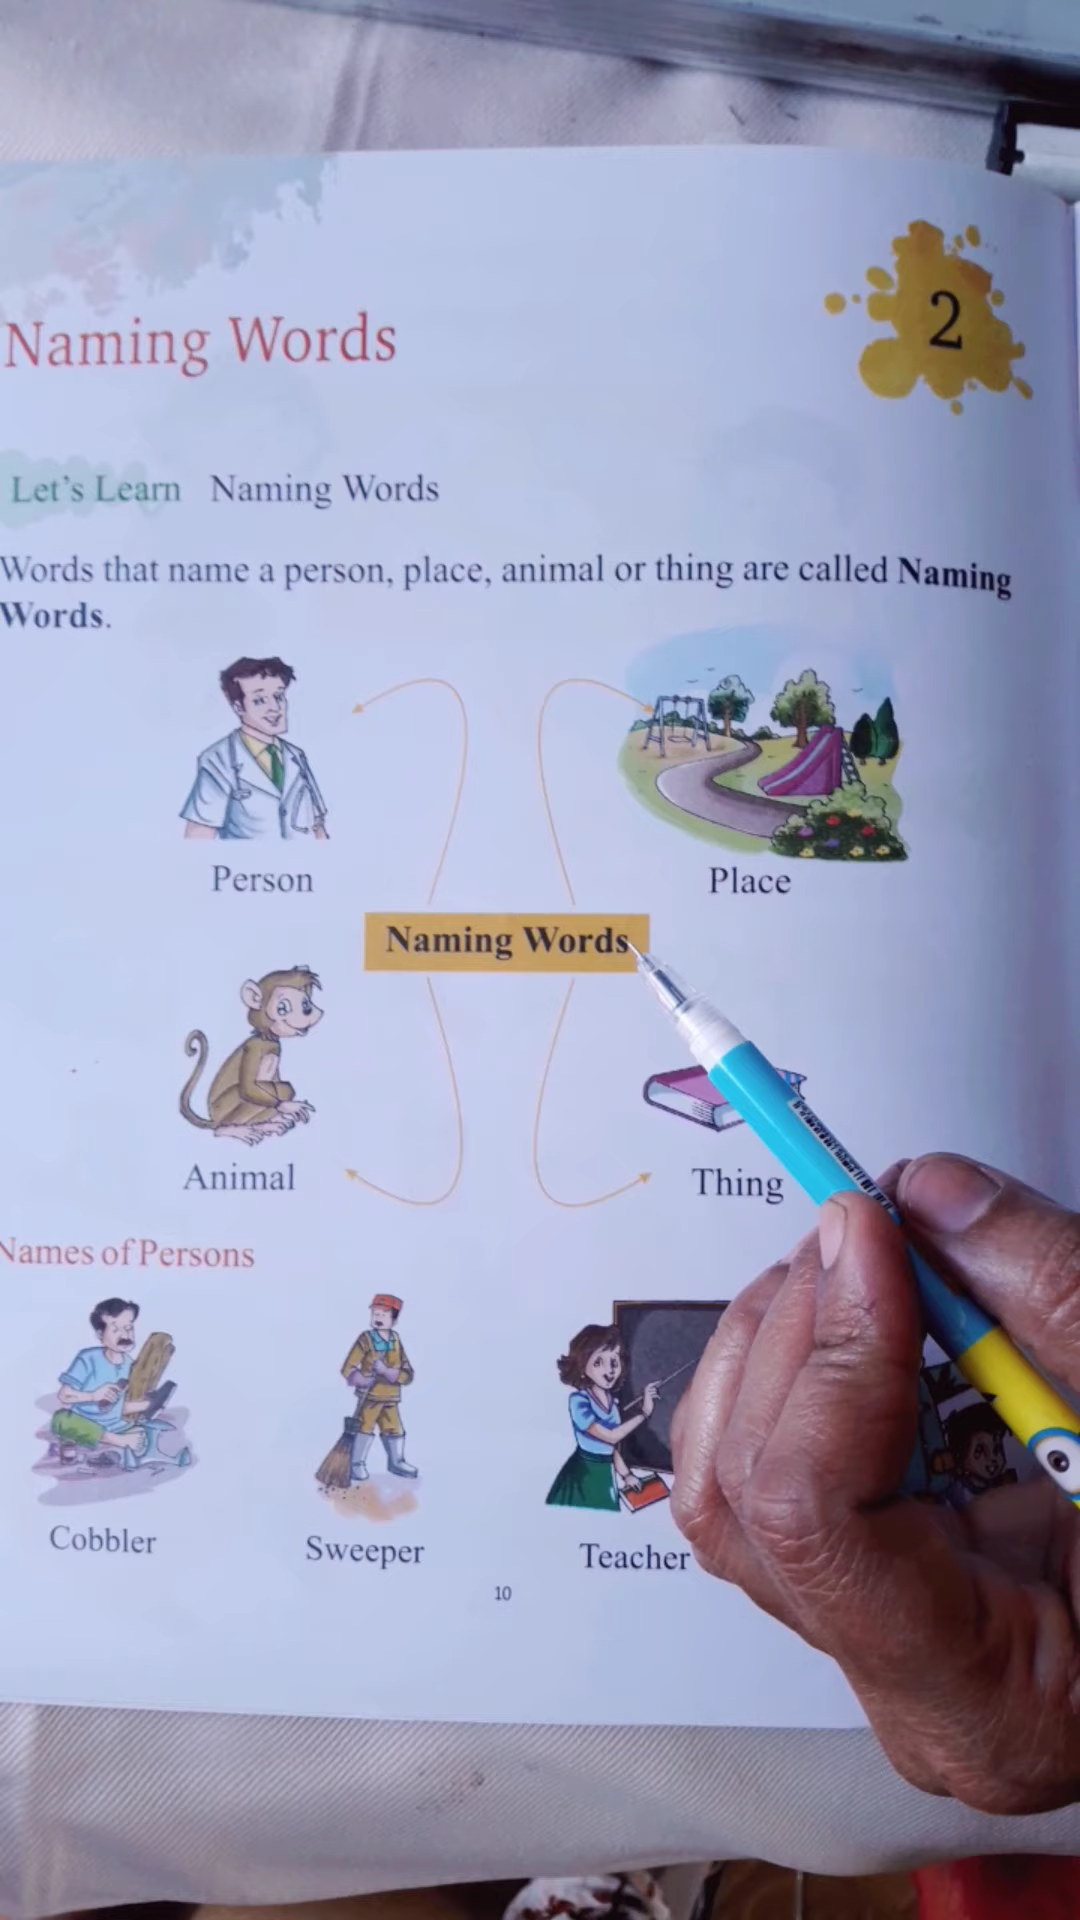 Naming Words
2
Let's Learn Naming Words
Words that name a person, place, animal or thing are called Naming
Words.
Person
Place
Naming Words
Animal
Thing
Names of Persons
Cobbler
Sweeper
Teacher
10